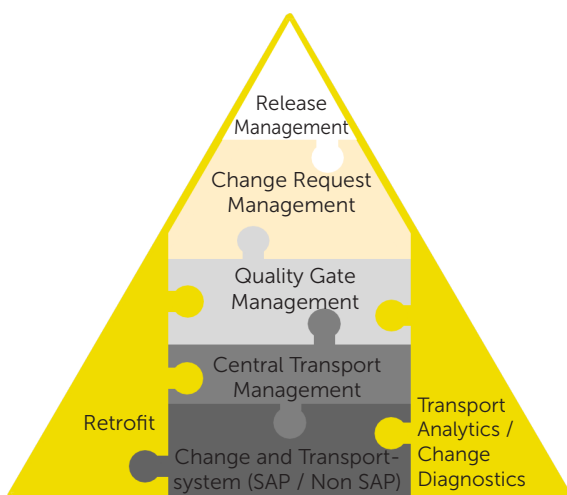 Release
Management
Change Request
Management
Quality Gate
Management
Central Transport
Management
Retrofit
Change and Transport-
system (SAP / Non SAP)
Transport
Analytics /
Change
Diagnostics